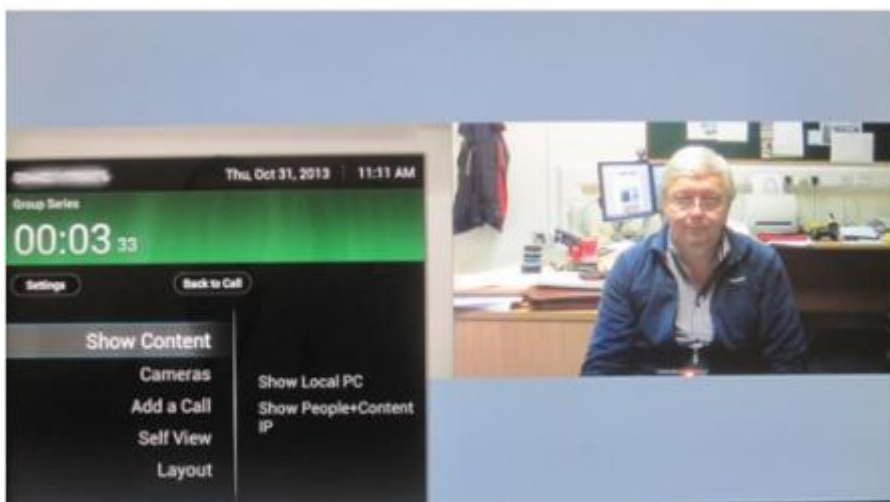 Thu, Oct 31, 2013 | 11:11 AM
Group Series
00:03 33
Settings
Back to Call
Show Content
Cameras
Add a Call
Self View
Layout
Show Local PC
Show People+Content
IP